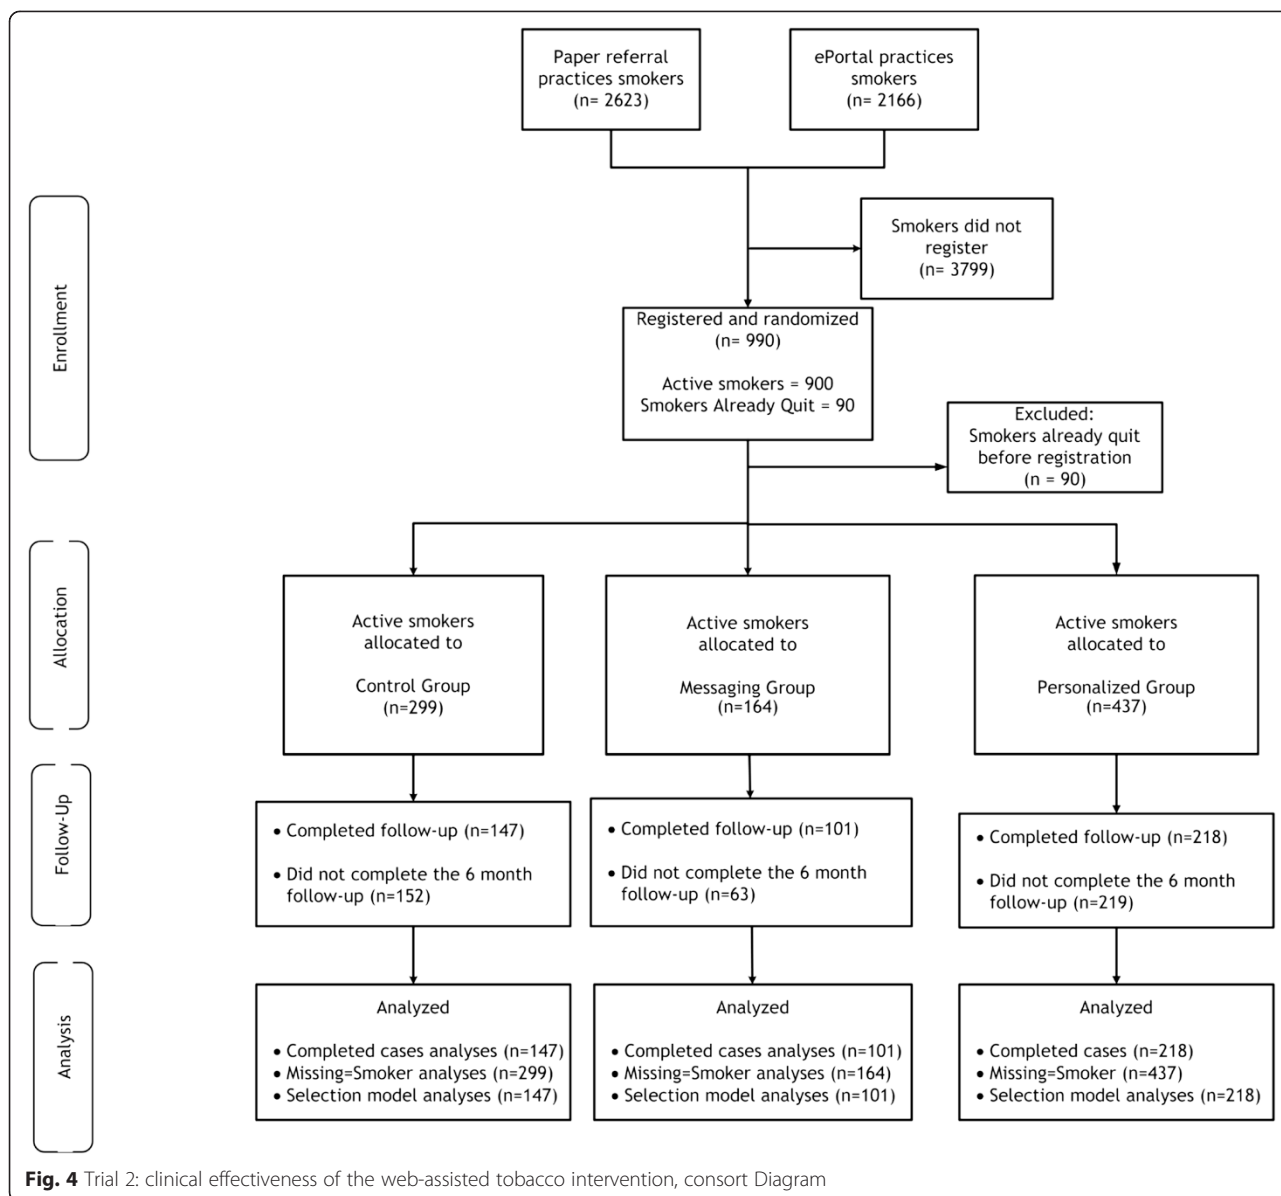 Paper referral
practices smokers
(n= 2623)
ePortal practices
smokers
(n= 2166)
Enrollment
Smokers did not
register
(n= 3799)
Registered and randomized
(n= 990)
Active smokers = 900
Smokers Already Quit = 90
Excluded:
Smokers already quit
before registration
(n = 90)
Allocation
Active smokers
allocated to
Control Group
(n=299)
Active smokers
allocated to
Messaging Group
(n=164)
Active smokers
allocated to
Personalized Group
(n=437)
Follow-Up
• Completed follow-up (n=147)
• Did not complete the 6 month
follow-up (n=152)
• Completed follow-up (n=101)
• Did not complete the 6 month
follow-up (n=63)
• Completed follow-up (n=218)
• Did not complete the 6 month
follow-up (n=219)
Analysis
Analyzed
• Completed cases analyses (n=147)
• Missing=Smoker analyses (n=299)
• Selection model analyses (n=147)
Analyzed
• Completed cases analyses (n=101)
• Missing=Smoker analyses (n=164)
• Selection model analyses (n=101)
Analyzed
• Completed cases (n=218)
• Missing=Smoker (n=437)
• Selection model analyses (n=218)
Fig. 4 Trial 2: clinical effectiveness of the web-assisted tobacco intervention, consort Diagram